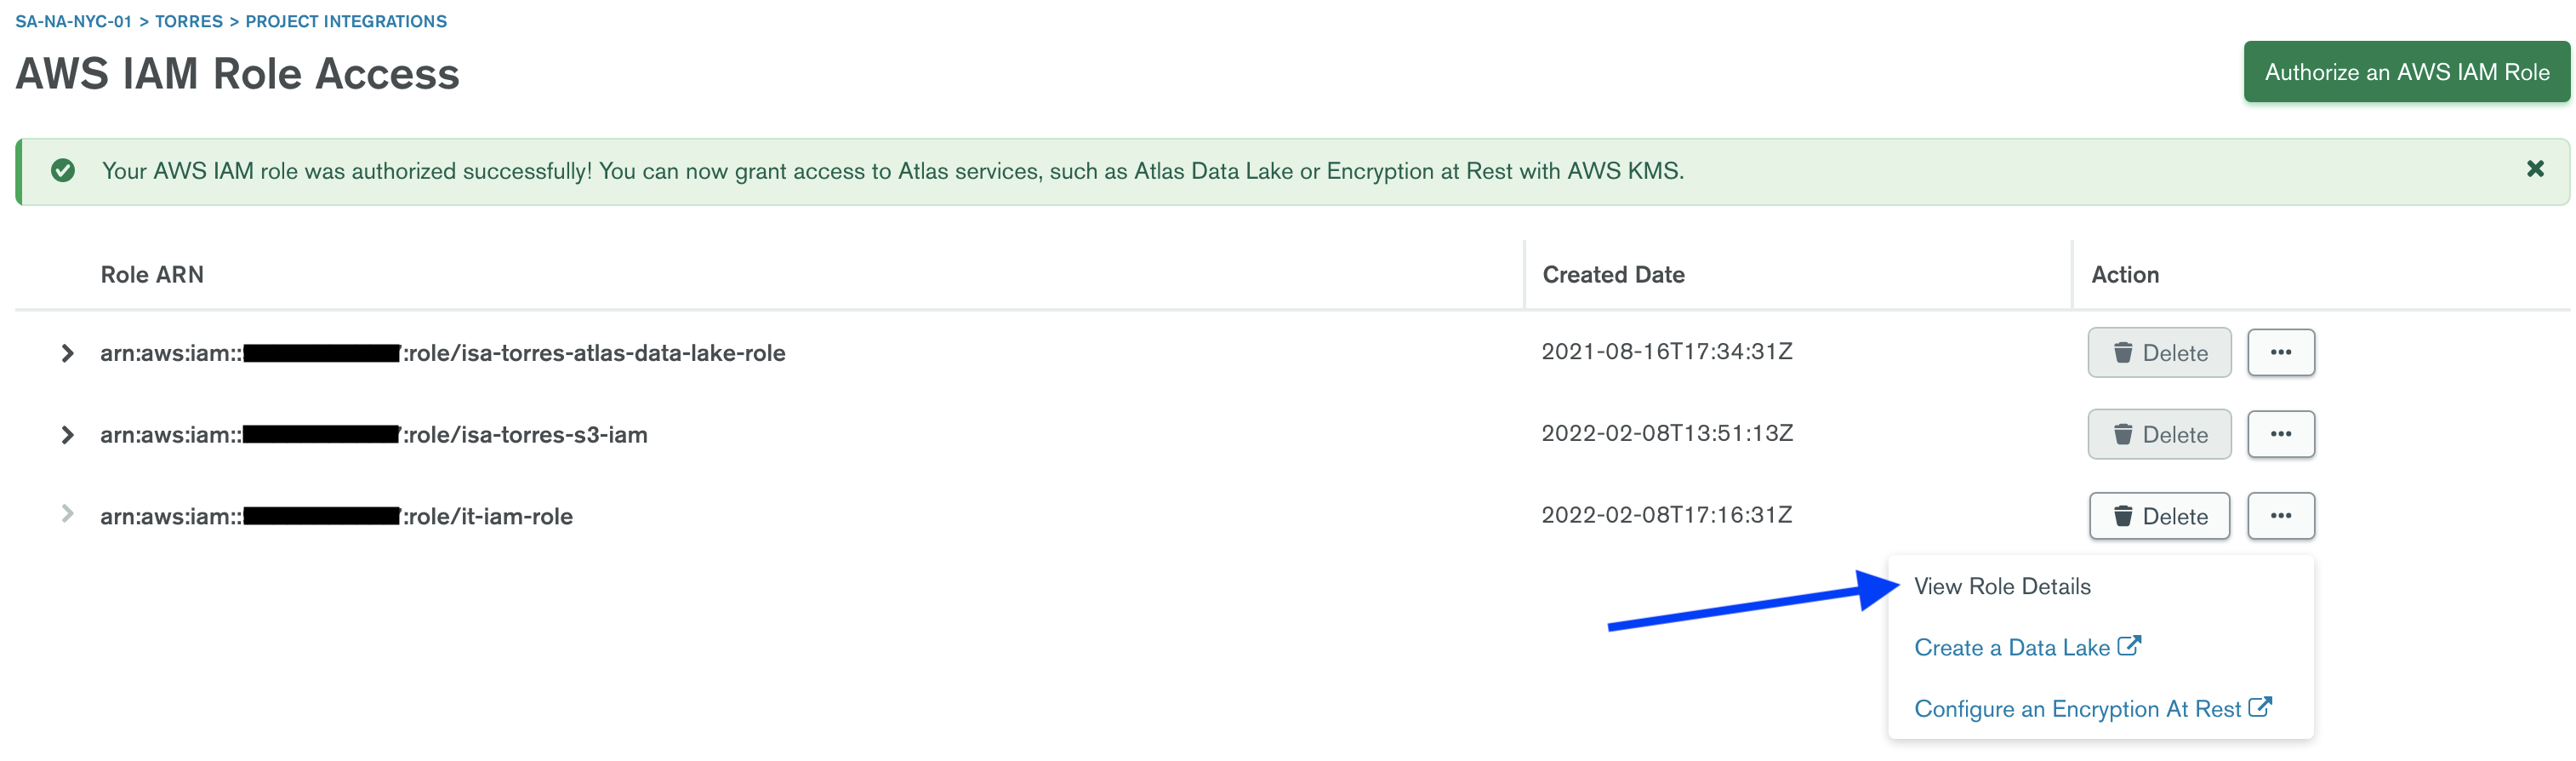 SA-NA-NYC-01 > TORRES > PROJECT INTEGRATIONS
AWS IAM Role Access
Authorize an AWS IAM Role
Your AWS IAM role was authorized successfully! You can now grant access to Atlas services, such as Atlas Data Lake or Encryption at Rest with AWS KMS.
Role ARN Created Date Action
arn:aws:iam:: :role/isa-torres-atlas-data-lake-role 2021-08-16T17:34:31Z Delete
arn:aws:iam:: :role/isa-torres-s3-iam 2022-02-08T13:51:13Z Delete
arn:aws:iam:: :role/it-iam-role 2022-02-08T17:16:31Z Delete
View Role Details
Create a Data Lake
Configure an Encryption At Rest